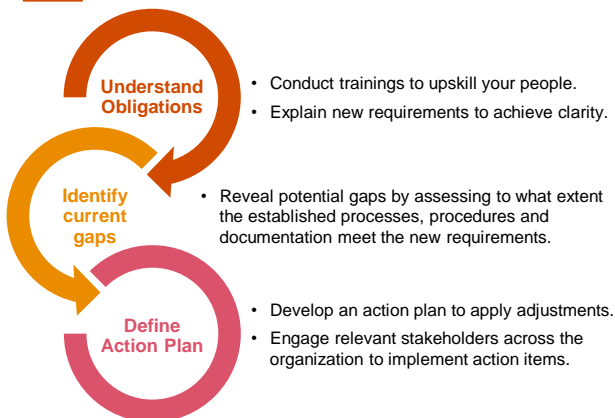 Understand
Obligations
• Conduct trainings to upskill your people.
• Explain new requirements to achieve clarity.
Identify
current
gaps
• Reveal potential gaps by assessing to what extent
the established processes, procedures and
documentation meet the new requirements.
Define
Action Plan
• Develop an action plan to apply adjustments.
• Engage relevant stakeholders across the
organization to implement action items.